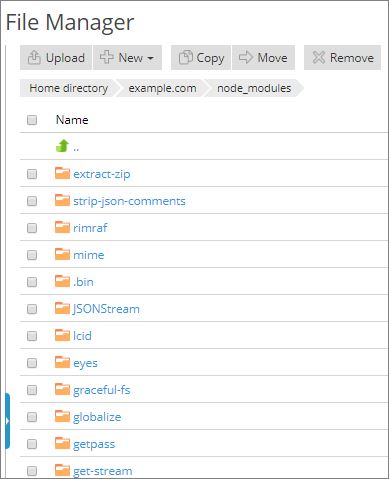 File Manager
Upload New Copy Move Remove
Home directory example.com node_modules
Name
..
extract-zip
strip-json-comments
rimraf
mime
.bin
JSONStream
lcid
eyes
graceful-fs
globalize
getpass
get-stream